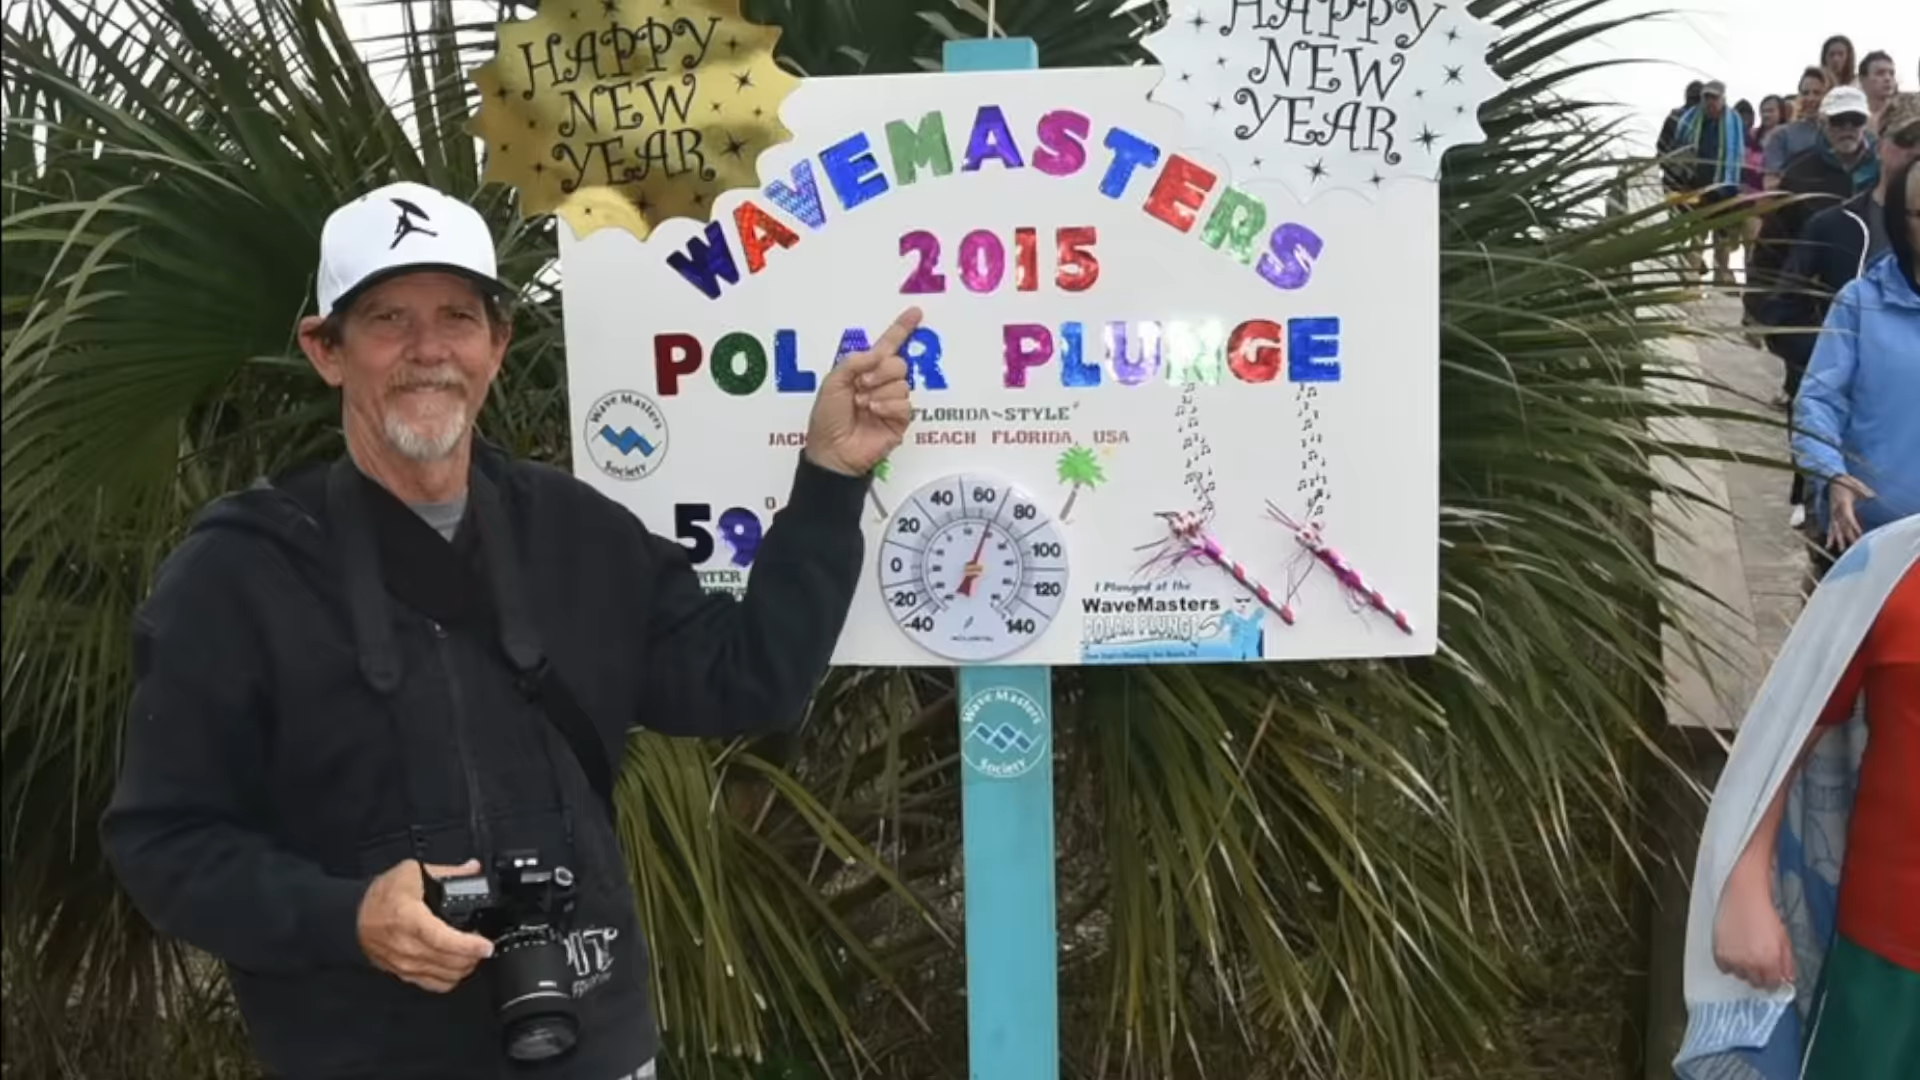 HAPPY
NEW
YEAR
HAPPY
NEW
YEAR
WAVEMASTERS
2015
POLAR PLUNGE
FLORIDA~STYLE"
JACK BEACH FLORIDA, USA
Wave Masters
Society
59°
40 60
20 80
0 100
-20 120
-40 140
I Plunged at the
WaveMasters
POLAR PLUNGE
Wave Masters
Society